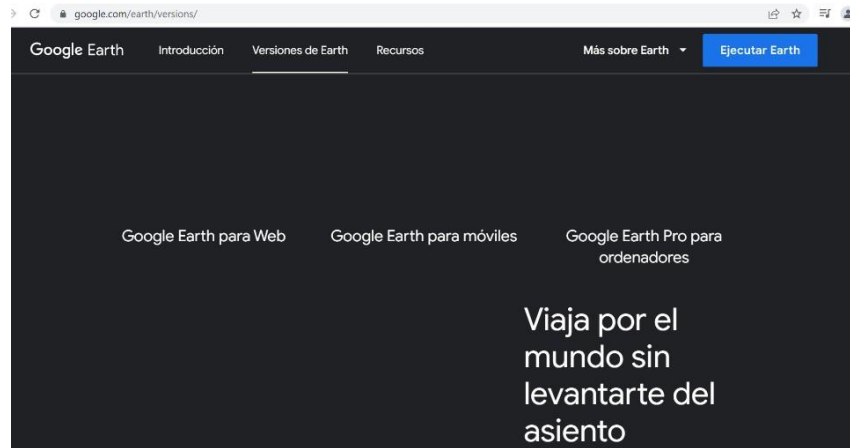 google.com/earth/versions/
Google Earth Introducción Versiones de Earth Recursos Más sobre Earth Ejecutar Earth
Google Earth para Web Google Earth para móviles Google Earth Pro para
ordenadores
Viaja por el
mundo sin
levantarte del
asiento